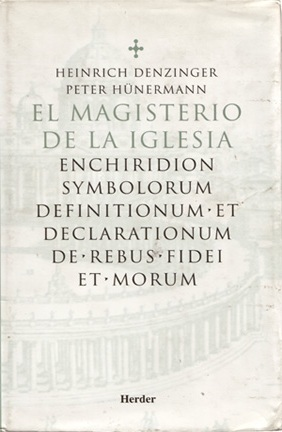 HEINRICH DENZINGER
PETER HÜNERMANN
EL MAGISTERIO
DE LA IGLESIA
ENCHIRIDION
SYMBOLORUM
DEFINITIONUM·ET
DECLARATIONUM
DE·REBUS·FIDEI
ET·MORUM
Herder